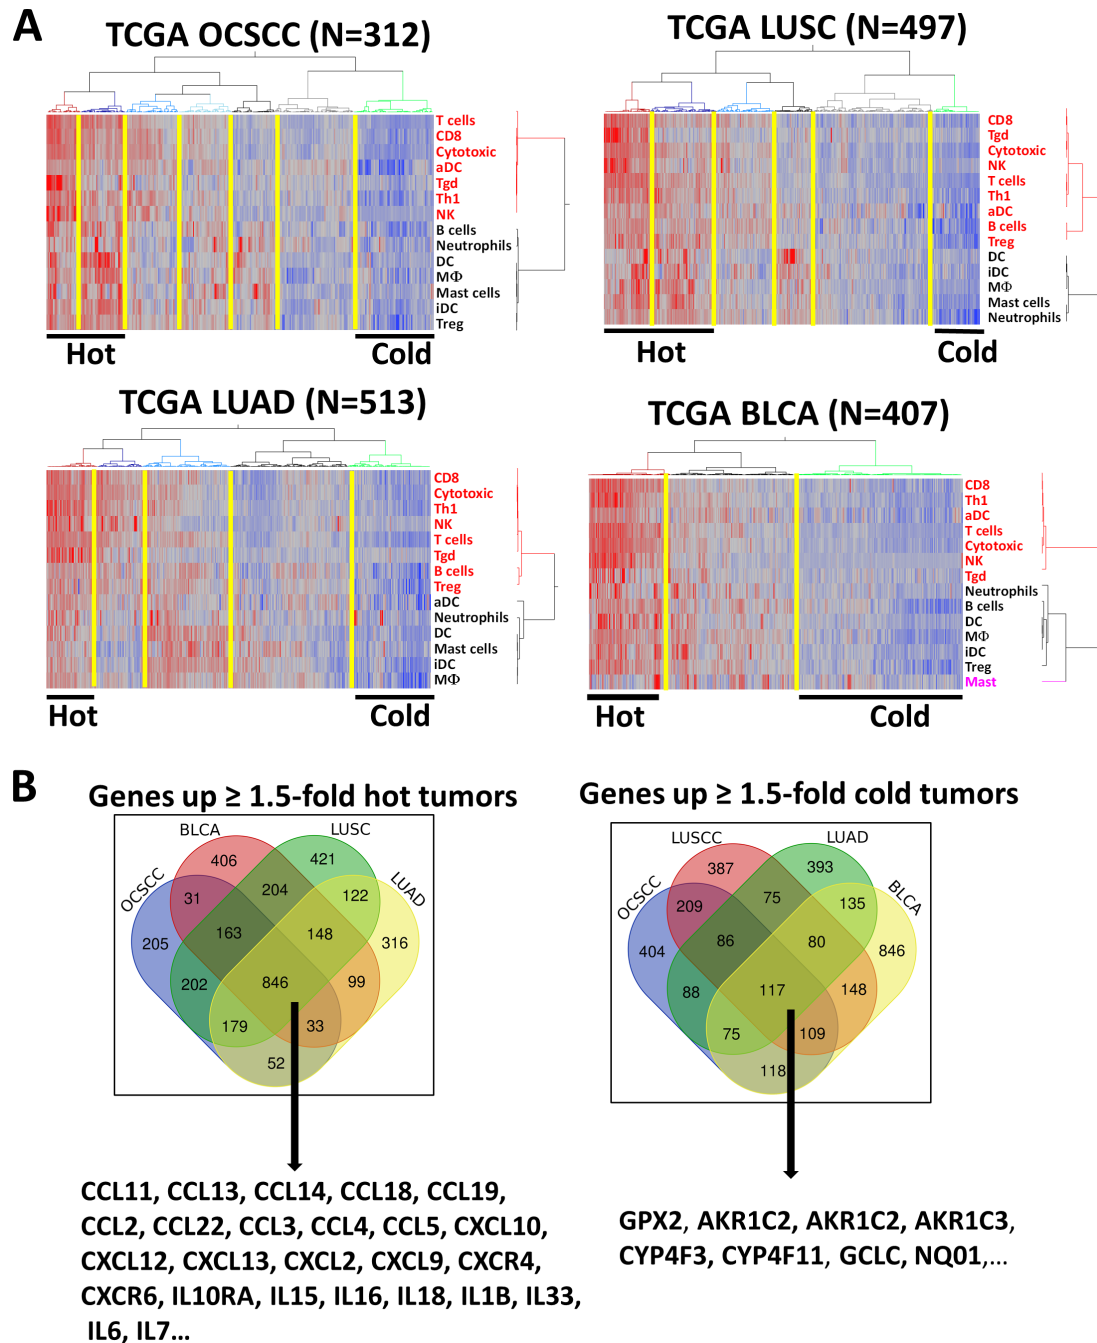 A
TCGA OCSCC (N=312)
T cells
CD8
Cytotoxic
aDC
Tgd
Th1
NK
B cells
Neutrophils
DC
MΦ
Mast cells
iDC
Treg
Hot
Cold
TCGA LUSC (N=497)
CD8
Tgd
Cytotoxic
NK
T cells
Th1
aDC
B cells
Treg
DC
iDC
MΦ
Mast cells
Neutrophils
Hot
Cold
TCGA LUAD (N=513)
CD8
Cytotoxic
Th1
NK
T cells
Tgd
B cells
Treg
aDC
Neutrophils
DC
Mast cells
iDC
MΦ
Hot
Cold
TCGA BLCA (N=407)
CD8
Th1
aDC
T cells
Cytotoxic
NK
Tgd
Neutrophils
B cells
DC
MΦ
iDC
Treg
Mast
Hot
Cold
B
Genes up ≥ 1.5-fold hot tumors
OCSCC
BLCA
LUSC
LUAD
406
421
31
204
122
205
163
148
316
202
846
99
179
33
52
CCL11, CCL13, CCL14, CCL18, CCL19,
CCL2, CCL22, CCL3, CCL4, CCL5, CXCL10,
CXCL12, CXCL13, CXCL2, CXCL9, CXCR4,
CXCR6, IL10RA, IL15, IL16, IL18, IL1B, IL33,
IL6, IL7...
Genes up ≥ 1.5-fold cold tumors
OCSCC
LUSCC
LUAD
BLCA
387
393
209
75
135
404
86
80
846
88
117
148
75
109
118
GPX2, AKR1C2, AKR1C2, AKR1C3,
CYP4F3, CYP4F11, GCLC, NQ01,...